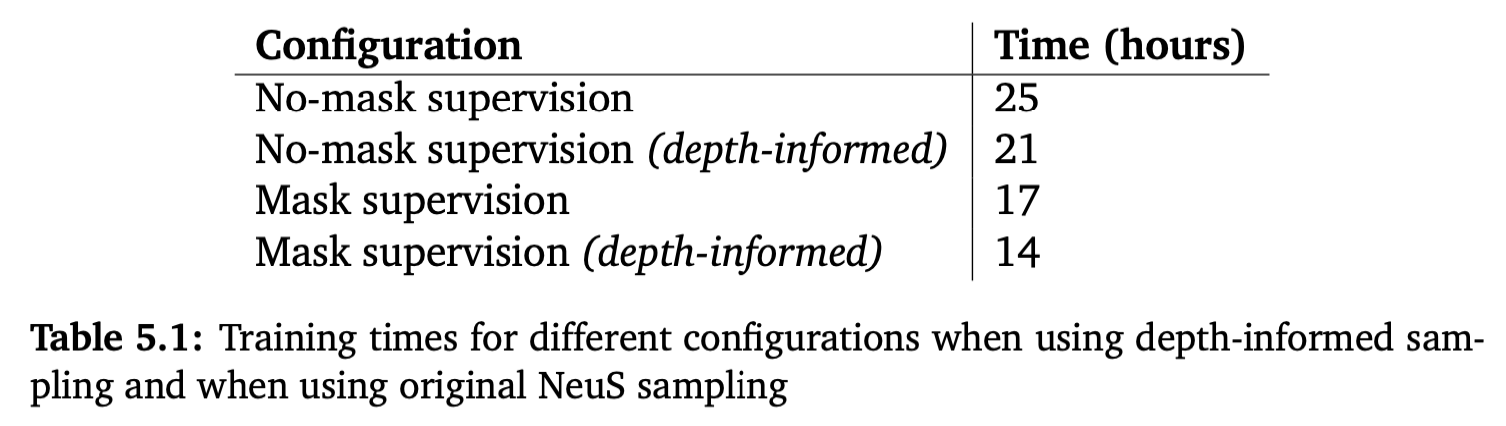 Configuration Time (hours)
No-mask supervision 25
No-mask supervision (depth-informed) 21
Mask supervision 17
Mask supervision (depth-informed) 14
Table 5.1: Training times for different configurations when using depth-informed sam-
pling and when using original NeuS sampling